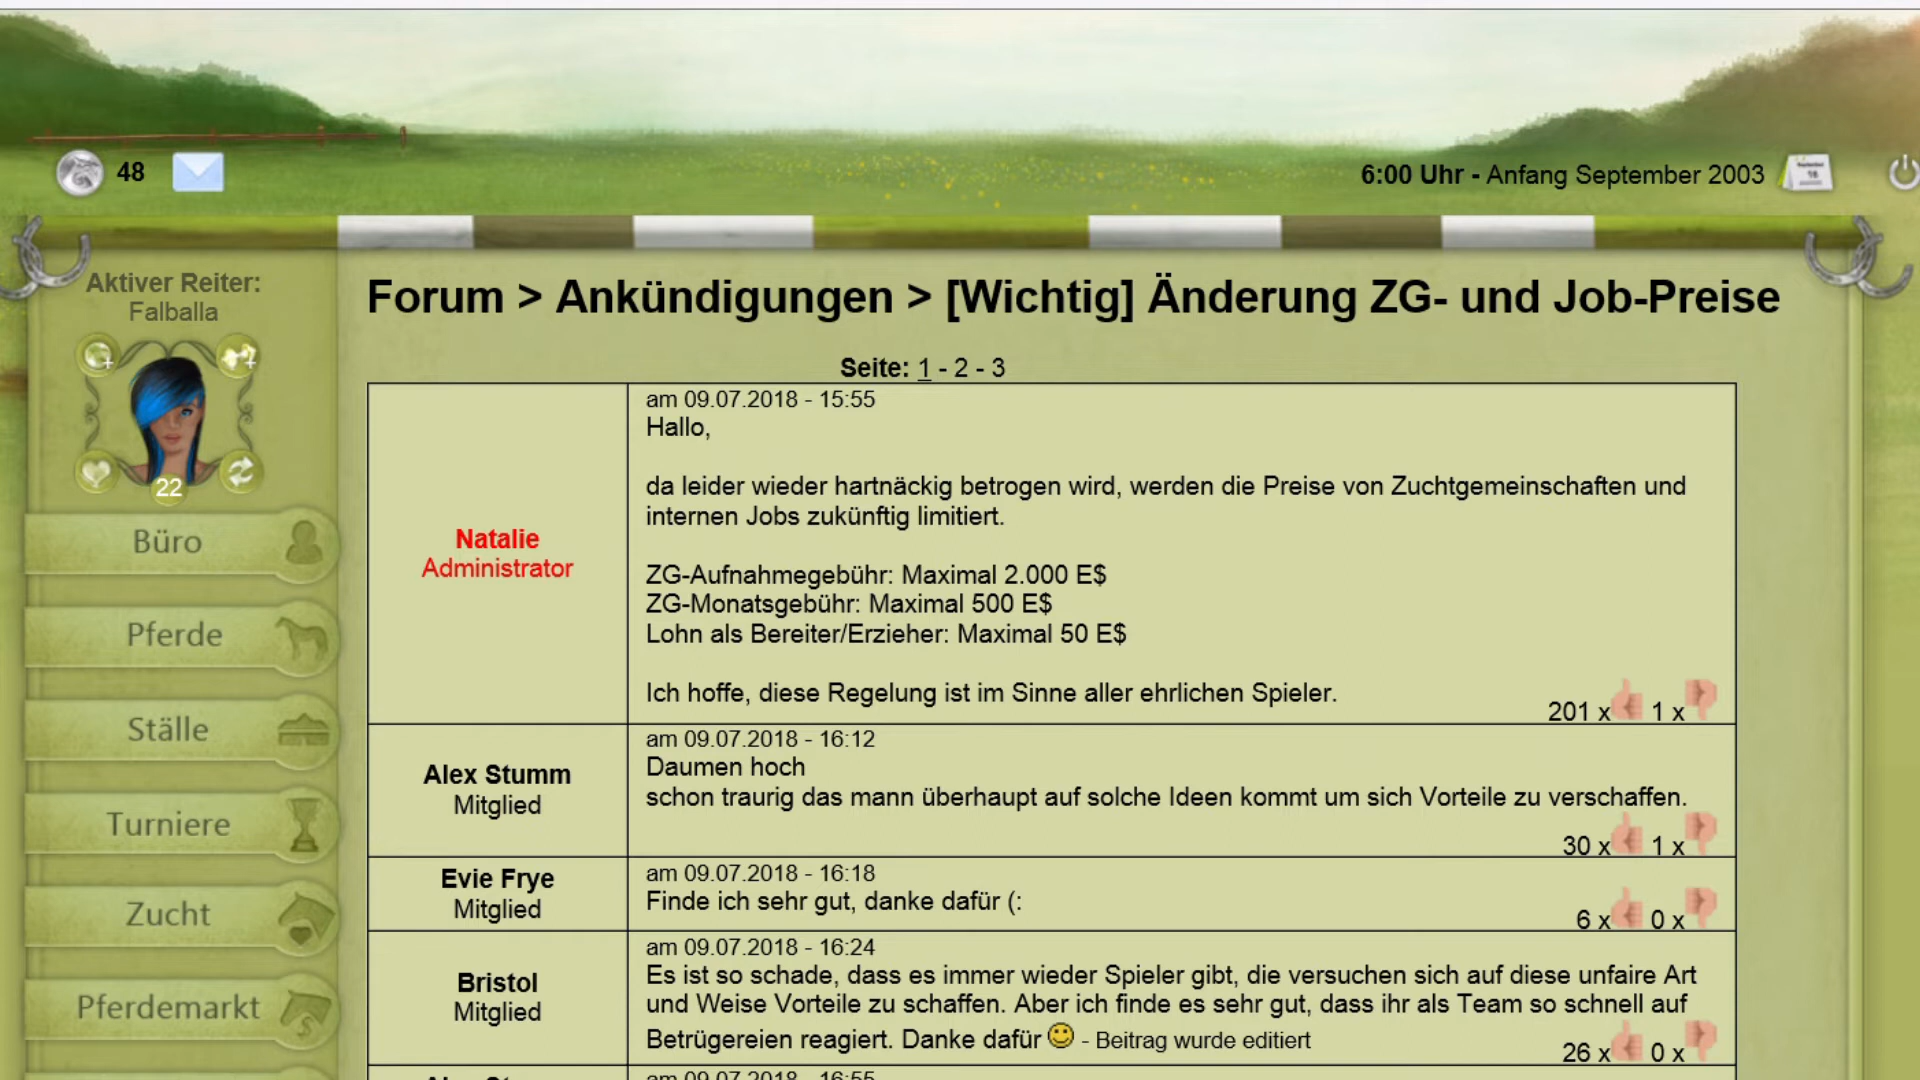 48
6:00 Uhr - Anfang September 2003
Aktiver Reiter:
Falballa
22
Büro
Pferde
Ställe
Turniere
Zucht
Pferdemarkt
Forum > Ankündigungen > [Wichtig] Änderung ZG- und Job-Preise
Seite: 1 - 2 - 3
Natalie
Administrator
am 09.07.2018 - 15:55
Hallo,
da leider wieder hartnäckig betrogen wird, werden die Preise von Zuchtgemeinschaften und
internen Jobs zukünftig limitiert.
ZG-Aufnahmegebühr: Maximal 2.000 E$
ZG-Monatsgebühr: Maximal 500 E$
Lohn als Bereiter/Erzieher: Maximal 50 E$
Ich hoffe, diese Regelung ist im Sinne aller ehrlichen Spieler.
201 x 1 x
Alex Stumm
Mitglied
am 09.07.2018 - 16:12
Daumen hoch
schon traurig das mann überhaupt auf solche Ideen kommt um sich Vorteile zu verschaffen.
30 x 1 x
Evie Frye
Mitglied
am 09.07.2018 - 16:18
Finde ich sehr gut, danke dafür (:
6 x 0 x
Bristol
Mitglied
am 09.07.2018 - 16:24
Es ist so schade, dass es immer wieder Spieler gibt, die versuchen sich auf diese unfaire Art
und Weise Vorteile zu schaffen. Aber ich finde es sehr gut, dass ihr als Team so schnell auf
Betrügereien reagiert. Danke dafür - Beitrag wurde editiert
26 x 0 x
am 09.07.2018 - 16:55